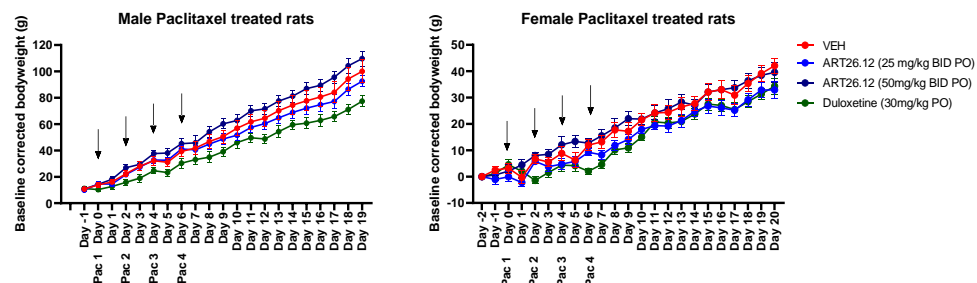 Male Paclitaxel treated rats
Baseline corrected bodyweight (g)
120
100
80
60
40
20
0
Day -1
Day 0
Day 1
Day 2
Day 3
Day 4
Day 5
Day 6
Day 7
Day 8
Day 9
Day 10
Day 11
Day 12
Day 13
Day 14
Day 15
Day 16
Day 17
Day 18
Day 19
Pac 1
Pac 2
Pac 3
Pac 4
Female Paclitaxel treated rats
Baseline corrected bodyweight (g)
50
40
30
20
10
0
-10
Day -2
Day -1
Day 0
Day 1
Day 2
Day 3
Day 4
Day 5
Day 6
Day 7
Day 8
Day 9
Day 10
Day 11
Day 12
Day 13
Day 14
Day 15
Day 16
Day 17
Day 18
Day 19
Day 20
Pac 1
Pac 2
Pac 3
Pac 4
VEH
ART26.12 (25 mg/kg BID PO)
ART26.12 (50mg/kg BID PO)
Duloxetine (30mg/kg PO)